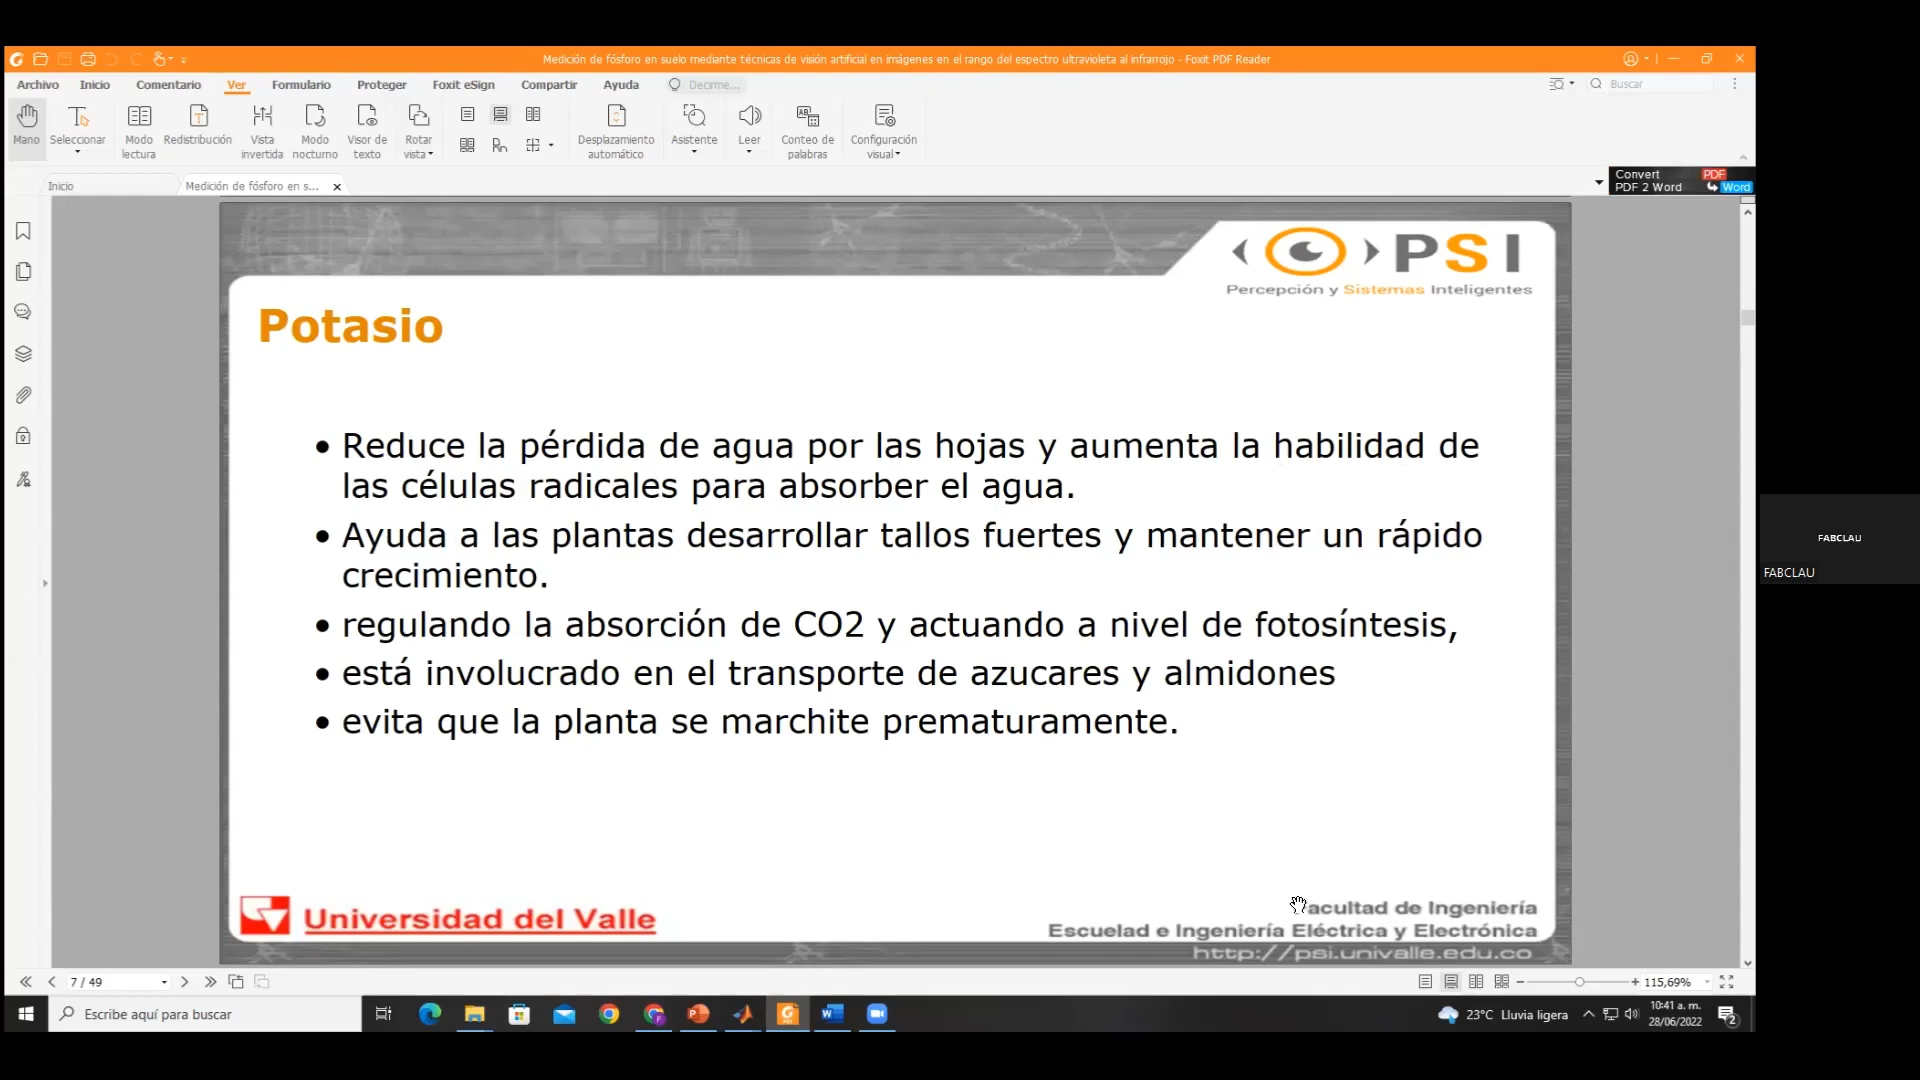 Medición de fósforo en suelo mediante técnicas de visión artificial en imágenes en el rango del espectro ultravioleta al infrarrojo - Foxit PDF Reader
Archivo Inicio Comentario Ver Formulario Proteger Foxit eSign Compartir Ayuda Decirme... Buscar
Mano Seleccionar Modo lectura Redistribución Vista invertida Modo nocturno Visor de texto Rotar vista Desplazamiento automático Asistente Leer Conteo de palabras Configuración visual
Inicio Medición de fósforo en s...
Convert PDF
PDF 2 Word Word
PSI
Percepción y Sistemas Inteligentes
Potasio
• Reduce la pérdida de agua por las hojas y aumenta la habilidad de
las células radicales para absorber el agua.
• Ayuda a las plantas desarrollar tallos fuertes y mantener un rápido
crecimiento.
• regulando la absorción de CO2 y actuando a nivel de fotosíntesis,
• está involucrado en el transporte de azucares y almidones
• evita que la planta se marchite prematuramente.
FABCLAU
FABCLAU
Universidad del Valle
Facultad de Ingeniería
Escuelad e Ingeniería Eléctrica y Electrónica
http://psi.univalle.edu.co
7 / 49
115,69%
Escribe aquí para buscar
23°C Lluvia ligera
10:41 a. m.
28/06/2022
2